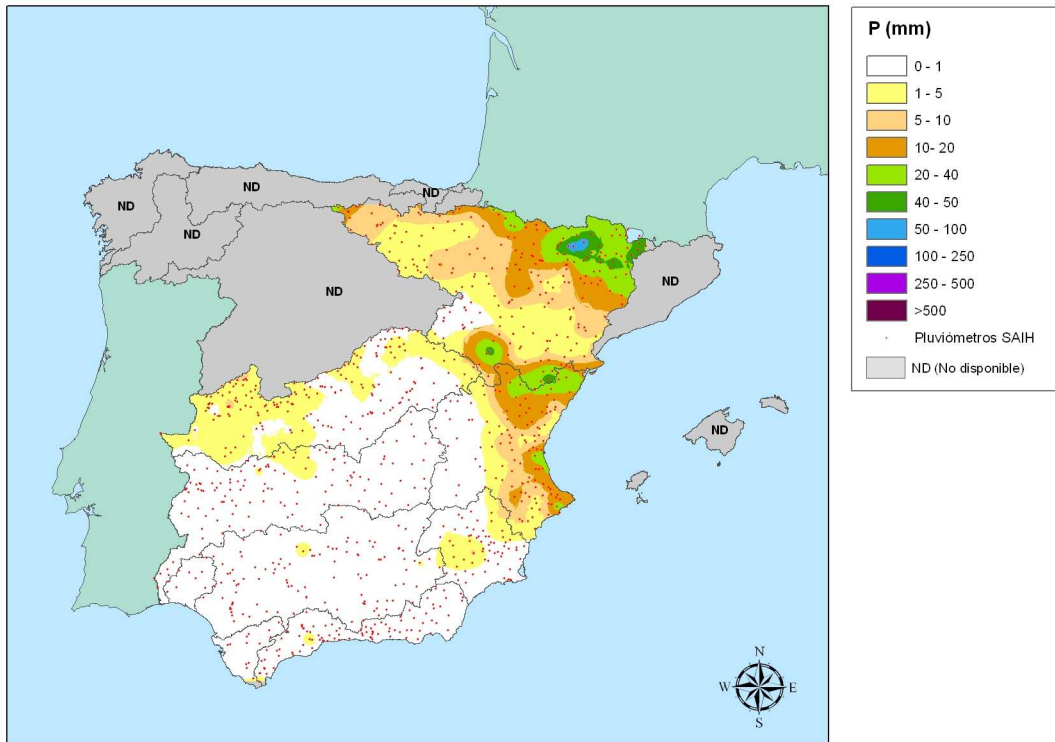 P (mm)
0 - 1
1 - 5
5 - 10
10- 20
20 - 40
40 - 50
50 - 100
100 - 250
250 - 500
>500
Pluviómetros SAIH
ND (No disponible)
ND
ND
ND
ND
ND
ND
ND
N
W
E
S